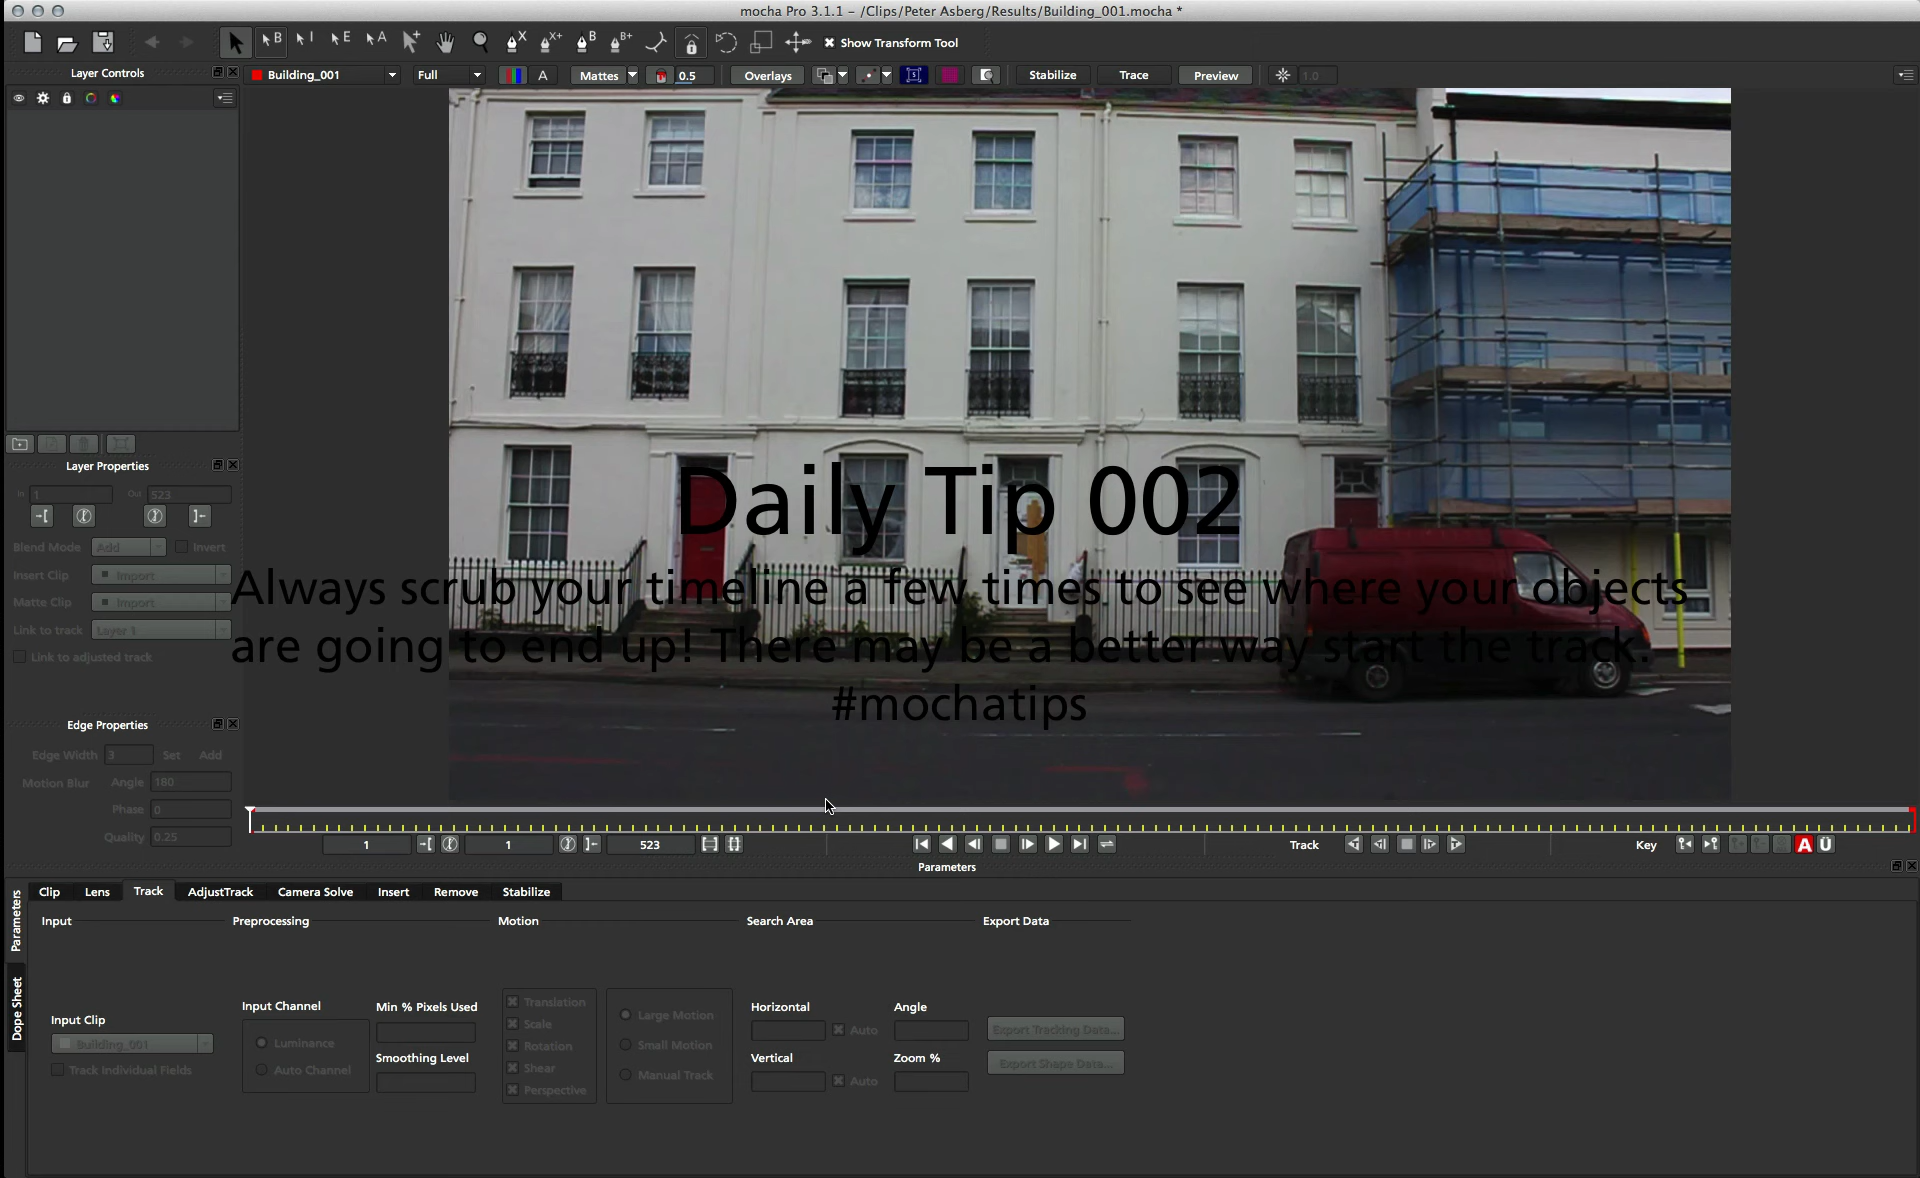 mocha Pro 3.1.1 - /Clips/Peter Asberg/Results/Building_001.mocha *
B I E A X X+ B B+ Show Transform Tool
Layer Controls
Building_001 Full A Mattes 0.5 Overlays Stabilize Trace Preview 1.0
Layer Properties
In 1 Out 523
Blend Mode Add Invert
Insert Clip Import
Matte Clip Import
Link to track Layer 1
Link to adjusted track
Daily Tip 002
Always scrub your timeline a few times to see where your objects
are going to end up! There may be a better way start the track.
#mochatips
Edge Properties
Edge Width 3 Set Add
Motion Blur Angle 180
Phase 0
Quality 0.25
1 1 523 Track Key A Ü
Parameters
Parameters
Dope Sheet
Clip Lens Track AdjustTrack Camera Solve Insert Remove Stabilize
Input Preprocessing Motion Search Area Export Data
Input Clip
Building_001
Track Individual Fields
Input Channel
Luminance
Auto Channel
Min % Pixels Used
Smoothing Level
Translation
Scale
Rotation
Shear
Perspective
Large Motion
Small Motion
Manual Track
Horizontal
Auto
Vertical
Auto
Angle
Zoom %
Export Tracking Data...
Export Shape Data...